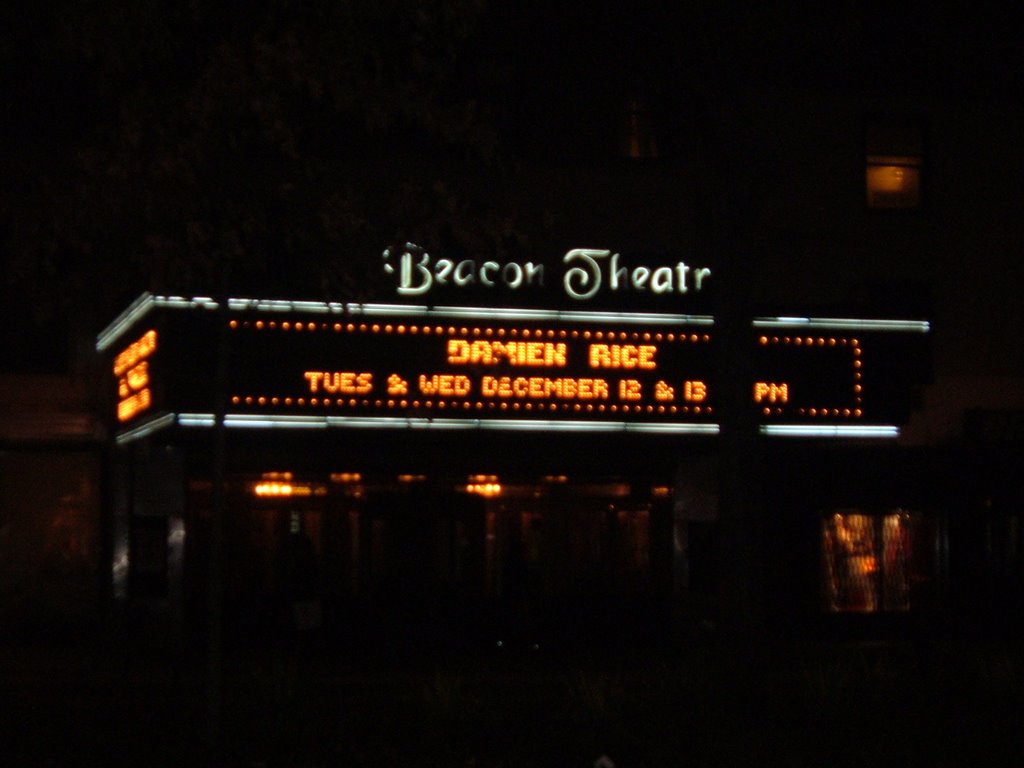 Beacon Theatr
DAMIEN RICE
TUES & WED DECEMBER 12 & 13 PM